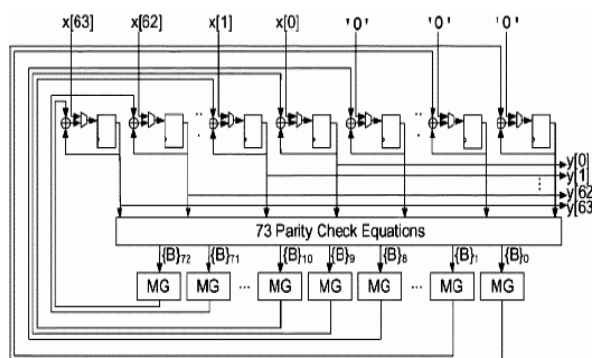 x[63] x[62] x[1] x[0] '0' '0' '0'
y[0]
y[1]
y[62]
y[63]
73 Parity Check Equations
{B}72 {B}71 {B}10 {B}9 {B}8 {B}1 {B}0
MG MG ... MG MG MG ... MG MG